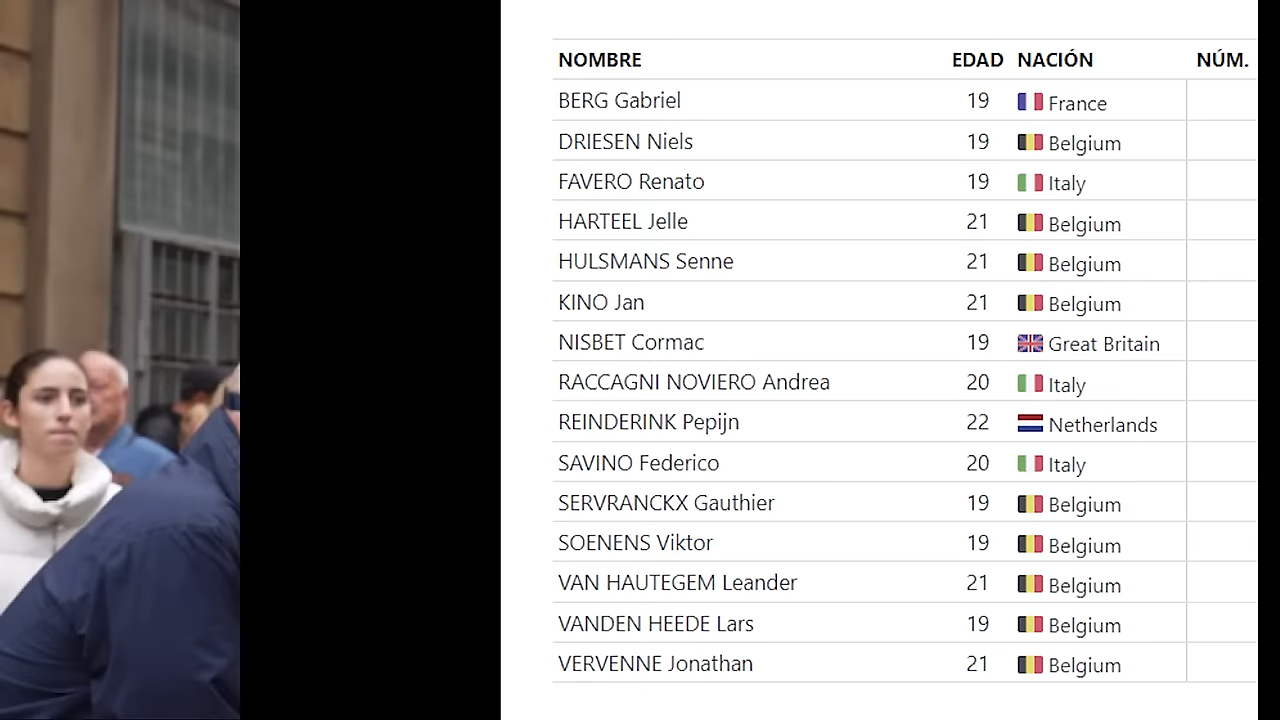 NOMBRE EDAD NACIÓN NÚM.
BERG Gabriel 19 France
DRIESEN Niels 19 Belgium
FAVERO Renato 19 Italy
HARTEEL Jelle 21 Belgium
HULSMANS Senne 21 Belgium
KINO Jan 21 Belgium
NISBET Cormac 19 Great Britain
RACCAGNI NOVIERO Andrea 20 Italy
REINDERINK Pepijn 22 Netherlands
SAVINO Federico 20 Italy
SERVRANCKX Gauthier 19 Belgium
SOENENS Viktor 19 Belgium
VAN HAUTEGEM Leander 21 Belgium
VANDEN HEEDE Lars 19 Belgium
VERVENNE Jonathan 21 Belgium